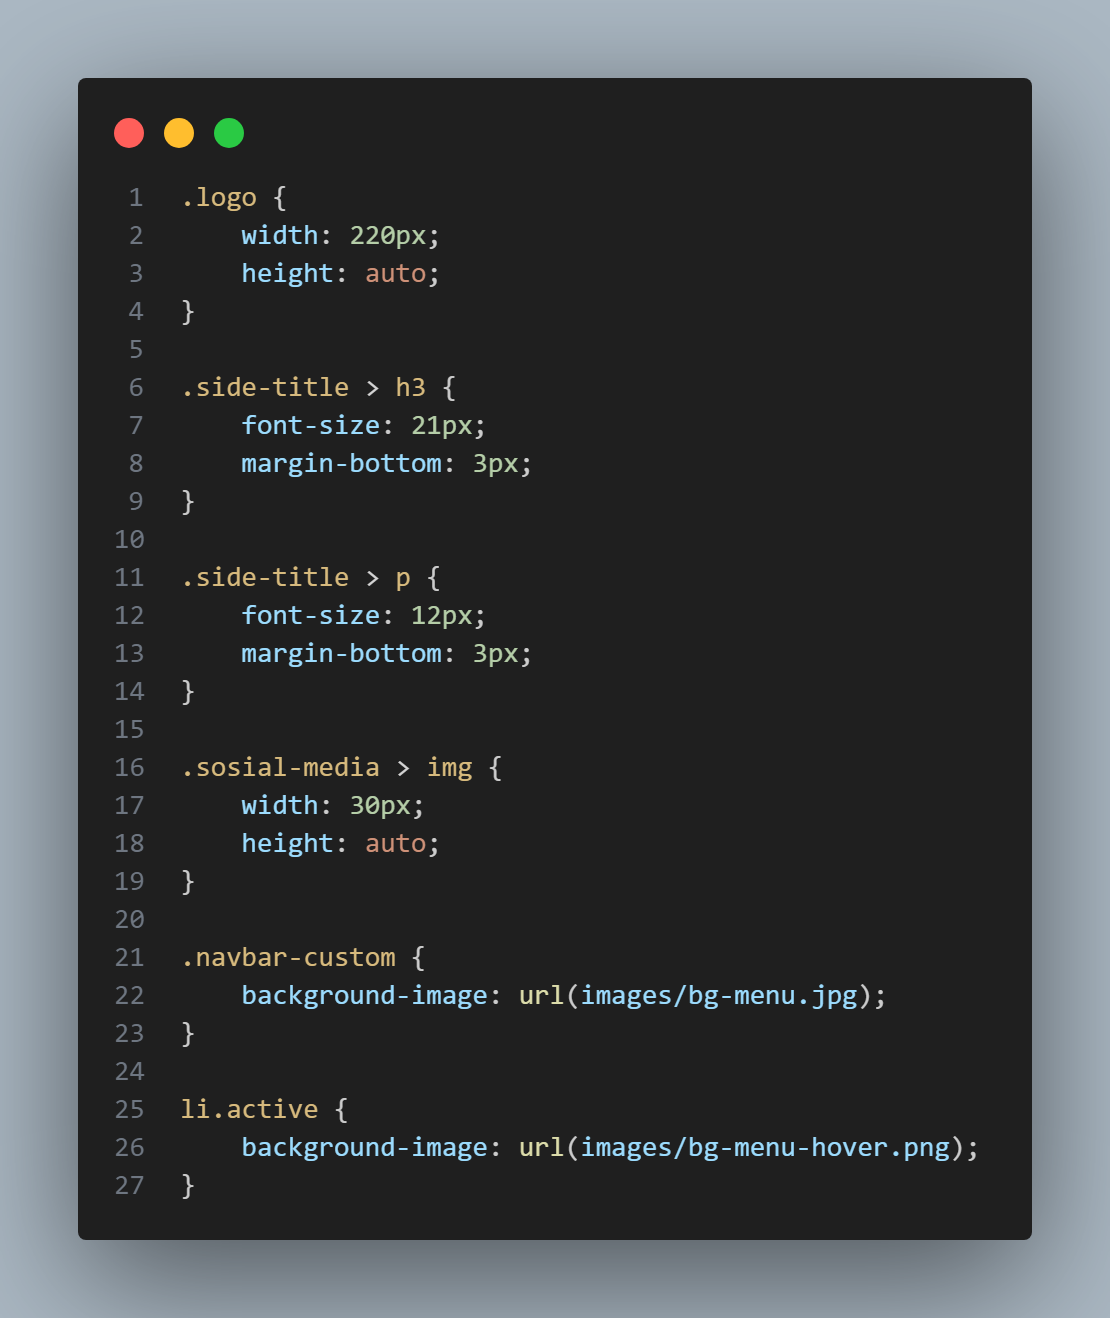 1 .logo {
2     width: 220px;
3     height: auto;
4 }
5
6 .side-title > h3 {
7     font-size: 21px;
8     margin-bottom: 3px;
9 }
10
11 .side-title > p {
12     font-size: 12px;
13     margin-bottom: 3px;
14 }
15
16 .sosial-media > img {
17     width: 30px;
18     height: auto;
19 }
20
21 .navbar-custom {
22     background-image: url(images/bg-menu.jpg);
23 }
24
25 li.active {
26     background-image: url(images/bg-menu-hover.png);
27 }